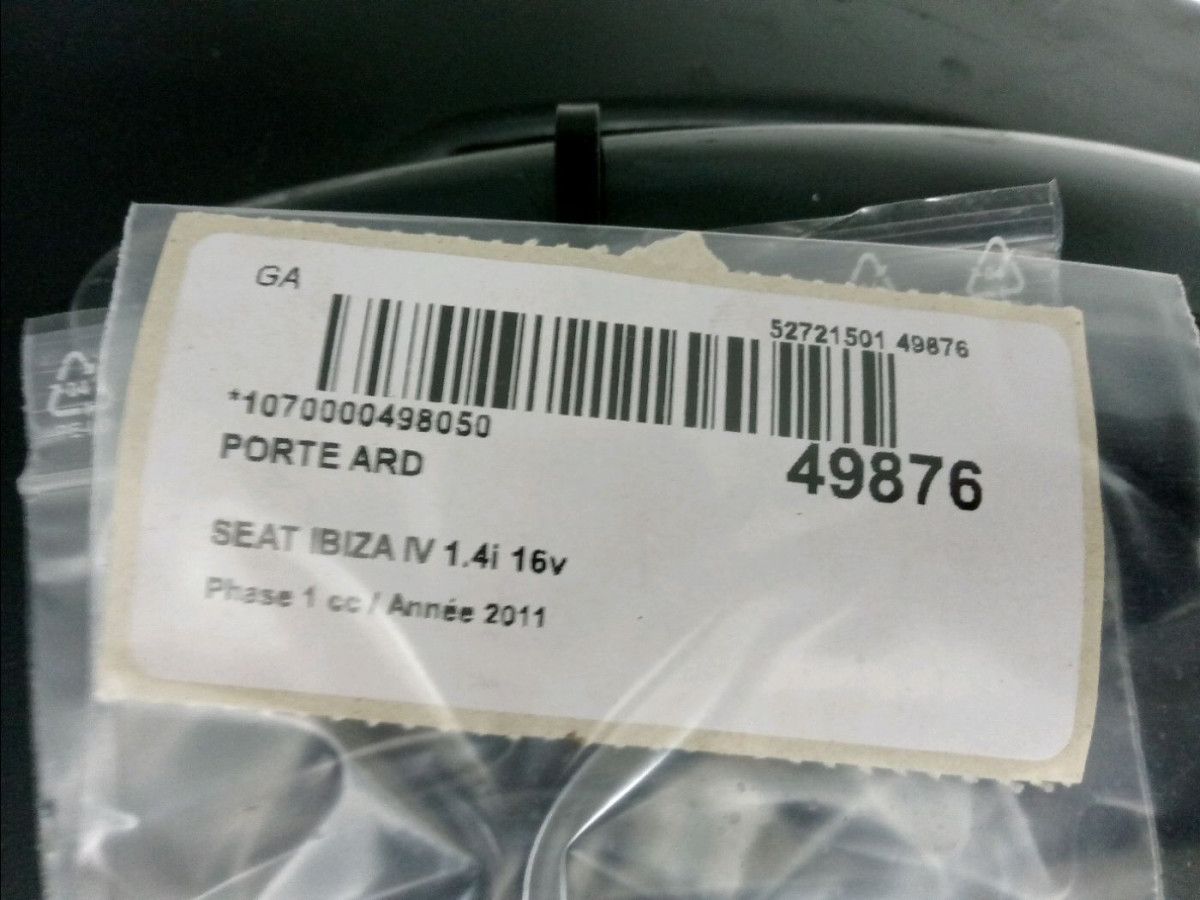 GA
52721501 49876
*1070000498050
PORTE ARD
49876
SEAT IBIZA IV 1.4i 16v
Phase 1 cc / Année 2011